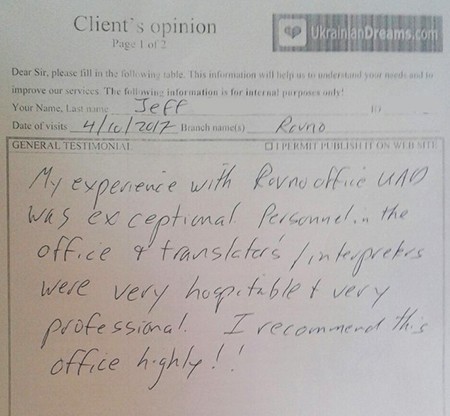 Client's opinion
Page 1 of 2
UkrainianDreams.com
Dear Sir, please fill in the following table. This information will help us to understand your needs and to
improve our services. The following information is for internal purposes only!
Your Name, Last name Jeff ID
Date of visits 4/10/2017 Branch name(s) Rovno
GENERAL TESTIMONIAL ☐ I PERMIT PUBLISH IT ON WEB SITE
My experience with Rovno office UAD
was exceptional. Personnel in the
office & translators / interpreters
were very hospitable & very
professional. I recommend this
office highly!!